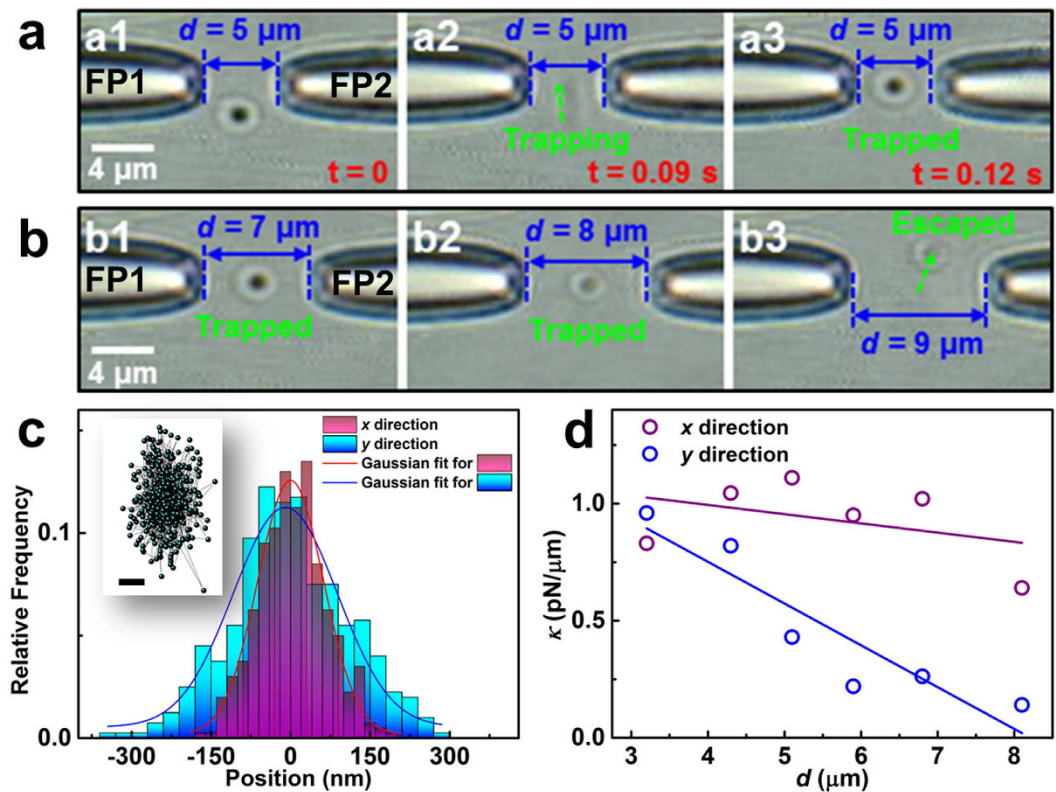 a
a1
d = 5 μm
FP1
4 μm
t = 0
a2
d = 5 μm
FP2
Trapping
t = 0.09 s
a3
d = 5 μm
Trapped
t = 0.12 s
b
b1
d = 7 μm
FP1
Trapped
4 μm
b2
d = 8 μm
FP2
Trapped
b3
Escaped
d = 9 μm
c
x direction
y direction
Gaussian fit for
Gaussian fit for
Relative Frequency
0.1
0.0
-300 -150 0 150 300
Position (nm)
d
x direction
y direction
κ (pN/μm)
1.0
0.5
0.0
3 4 5 6 7 8
d (μm)